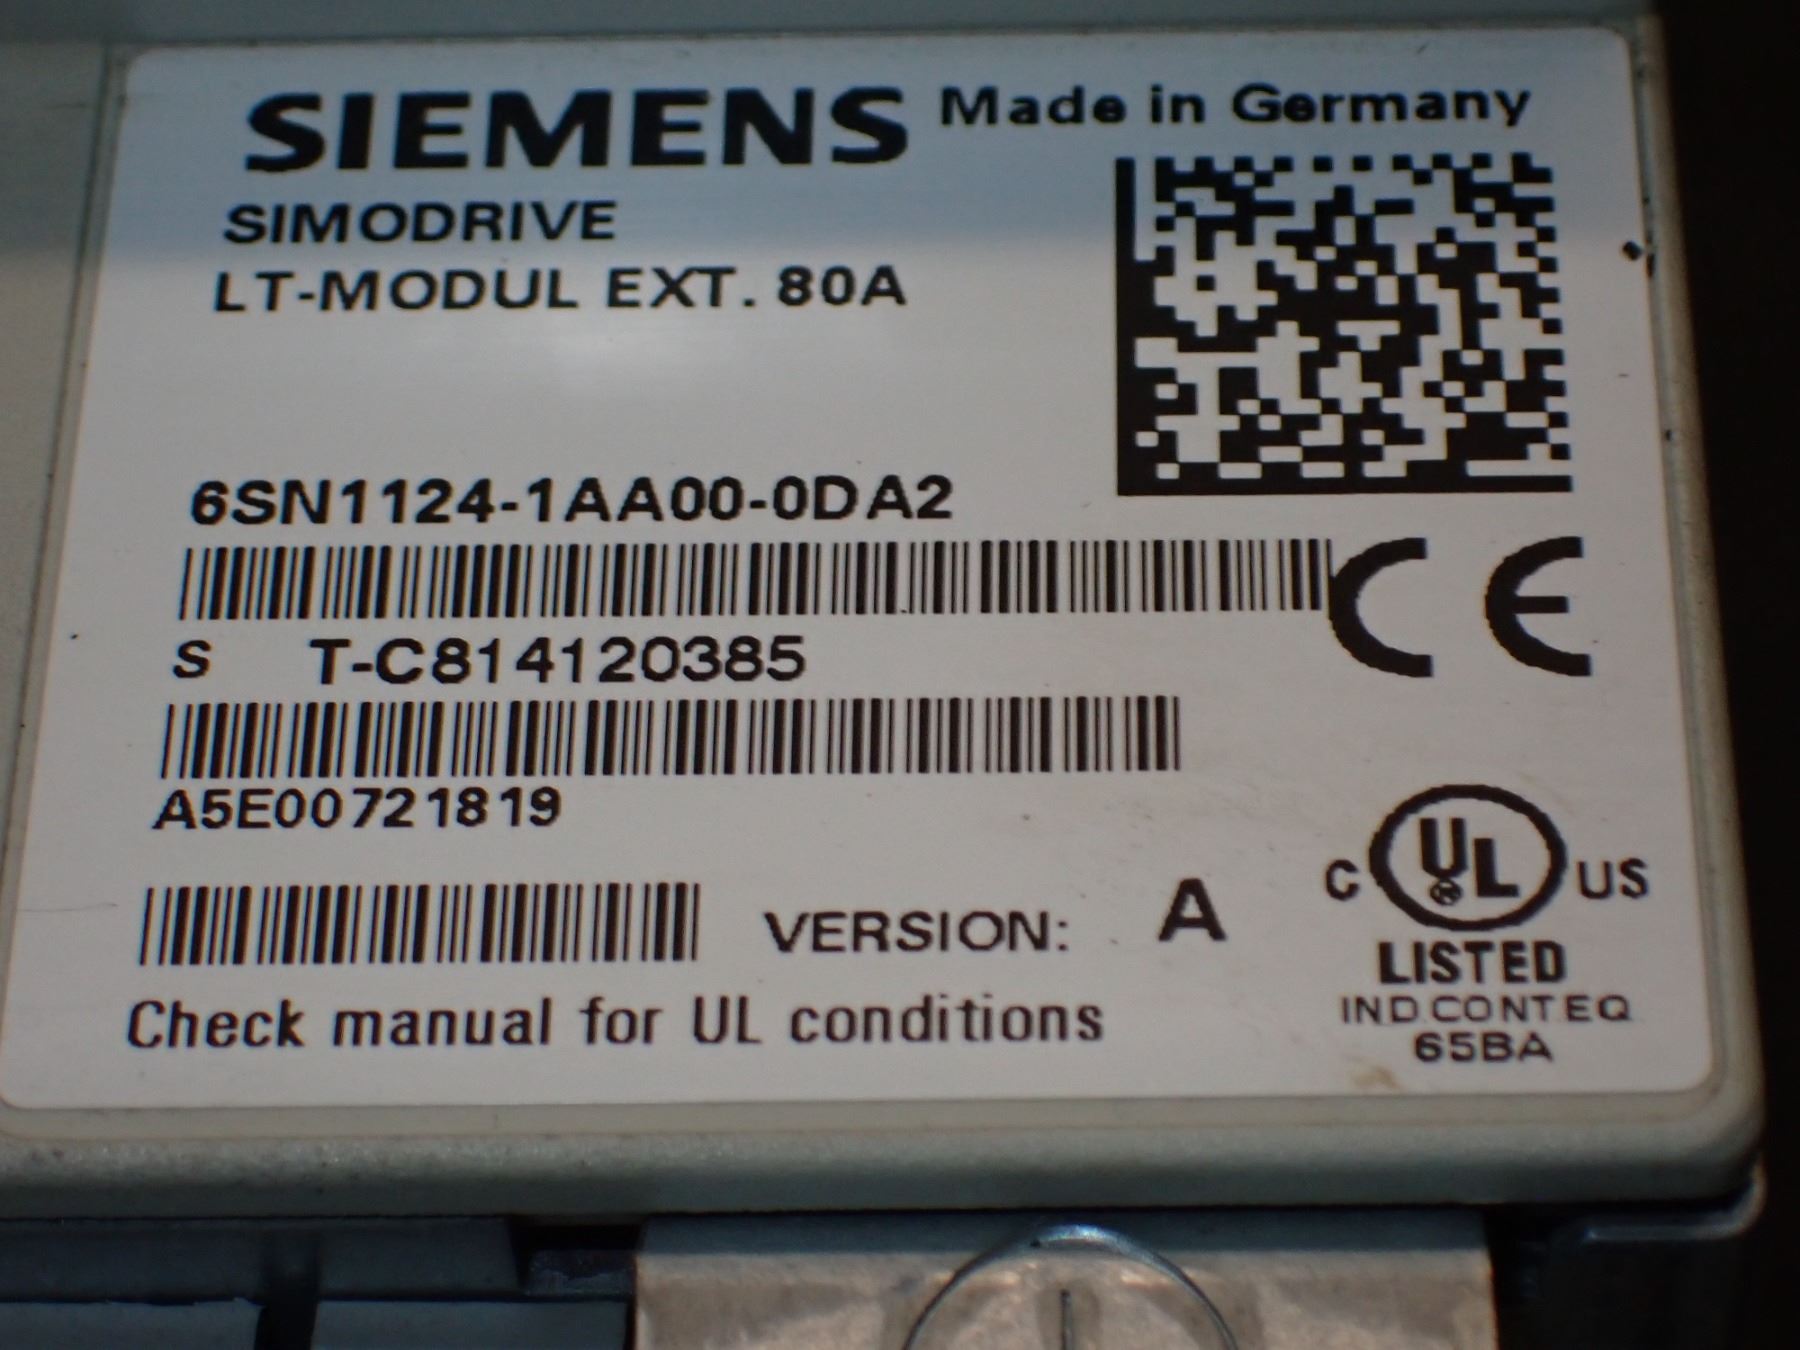 SIEMENS Made in Germany
SIMODRIVE
LT-MODUL EXT. 80A
6SN1124-1AA00-0DA2
S T-C814120385
A5E00721819
VERSION: A
C UL US
LISTED
IND.CONT.EQ
65BA
Check manual for UL conditions
CE